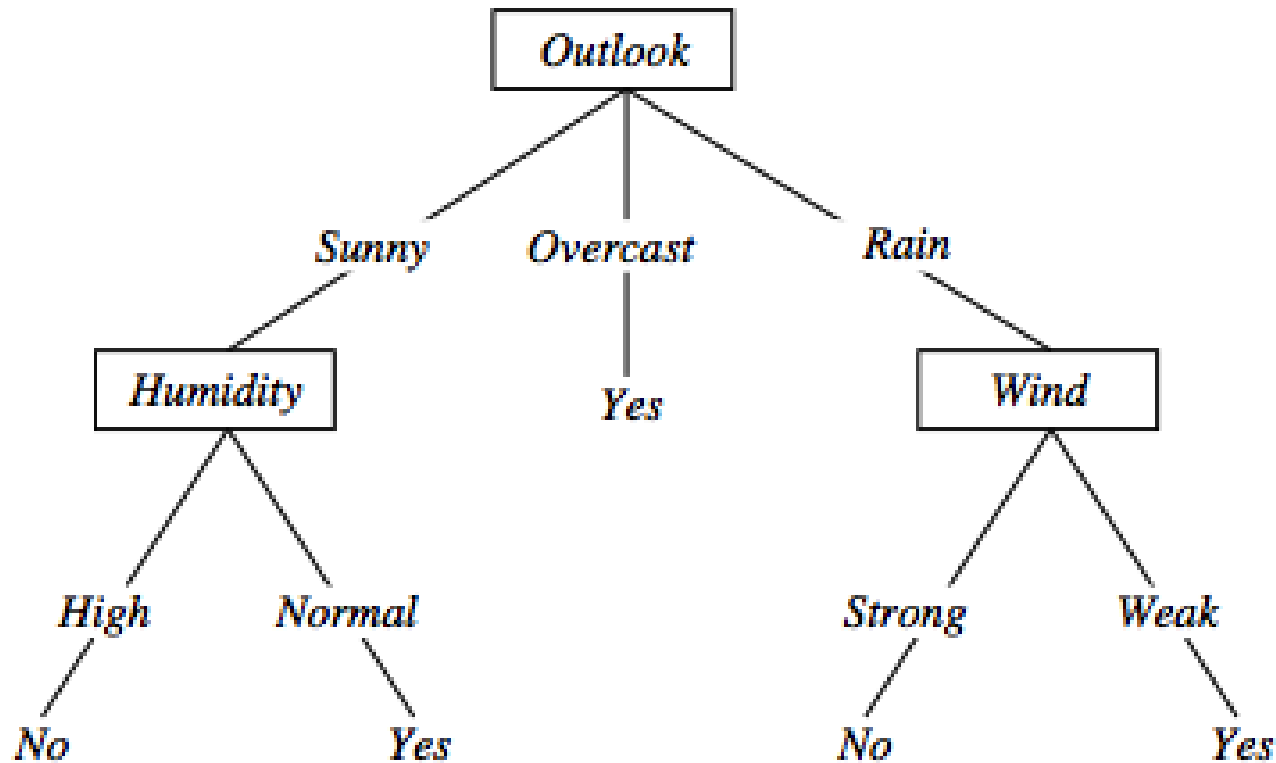 Outlook
Sunny Overcast Rain
Humidity Yes Wind
High Normal Strong Weak
No Yes No Yes